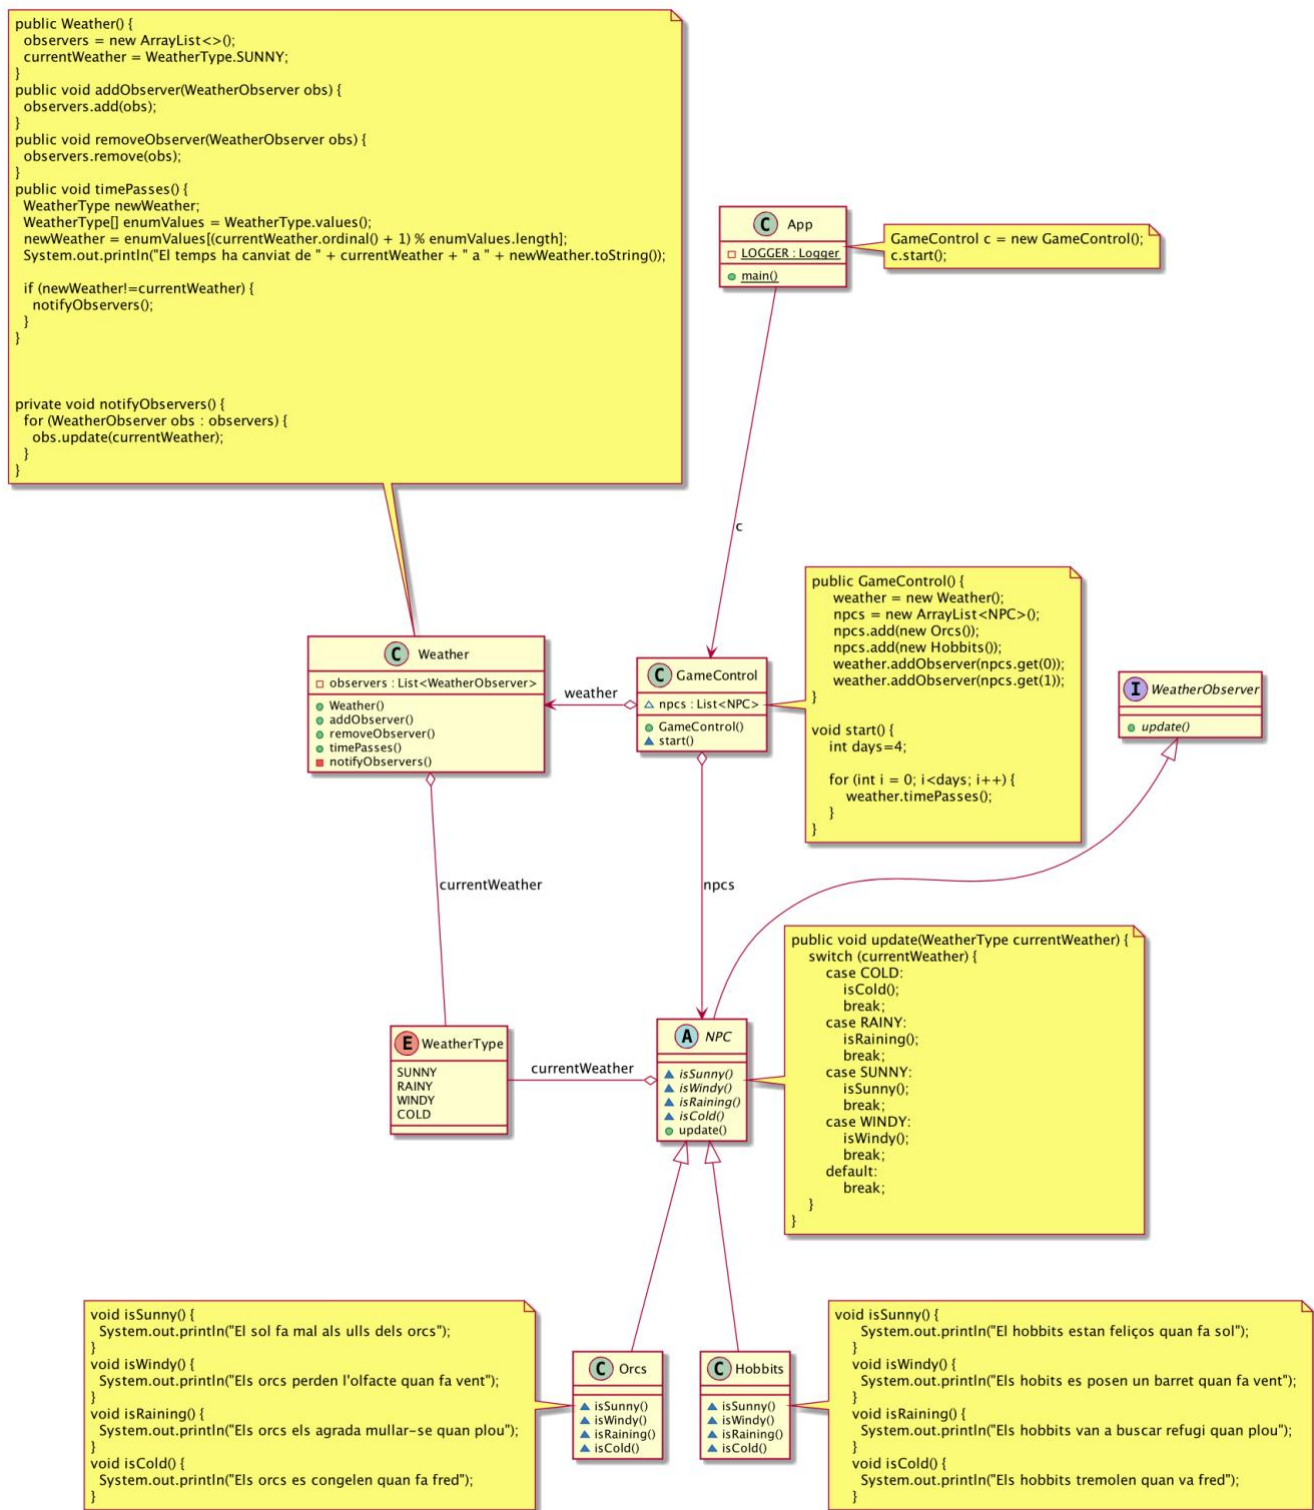 public Weather() {
observers = new ArrayList<>();
currentWeather = WeatherType.SUNNY;
}
public void addObserver(WeatherObserver obs) {
observers.add(obs);
}
public void removeObserver(WeatherObserver obs) {
observers.remove(obs);
}
public void timePasses() {
WeatherType newWeather;
WeatherType[] enumValues = WeatherType.values();
newWeather = enumValues[(currentWeather.ordinal() + 1) % enumValues.length];
System.out.println("El temps ha canviat de " + currentWeather + " a " + newWeather.toString());
if (newWeather!=currentWeather) {
notifyObservers();
}
}
private void notifyObservers() {
for (WeatherObserver obs : observers) {
obs.update(currentWeather);
}
}
C App
LOGGER : Logger
main()
GameControl c = new GameControl();
c.start();
c
C Weather
observers : List<WeatherObserver>
Weather()
addObserver()
removeObserver()
timePasses()
notifyObservers()
weather
C GameControl
npcs : List<NPC>
GameControl()
start()
public GameControl() {
weather = new Weather();
npcs = new ArrayList<NPC>();
npcs.add(new Orcs());
npcs.add(new Hobbits());
weather.addObserver(npcs.get(0));
weather.addObserver(npcs.get(1));
}
void start() {
int days=4;
for (int i = 0; i<days; i++) {
weather.timePasses();
}
}
I WeatherObserver
update()
currentWeather
npcs
E WeatherType
SUNNY
RAINY
WINDY
COLD
currentWeather
A NPC
isSunny()
isWindy()
isRaining()
isCold()
update()
public void update(WeatherType currentWeather) {
switch (currentWeather) {
case COLD:
isCold();
break;
case RAINY:
isRaining();
break;
case SUNNY:
isSunny();
break;
case WINDY:
isWindy();
break;
default:
break;
}
}
void isSunny() {
System.out.println("El sol fa mal als ulls dels orcs");
}
void isWindy() {
System.out.println("Els orcs perden l'olfacte quan fa vent");
}
void isRaining() {
System.out.println("Els orcs els agrada mullar-se quan plou");
}
void isCold() {
System.out.println("Els orcs es congelen quan fa fred");
}
C Orcs
isSunny()
isWindy()
isRaining()
isCold()
C Hobbits
isSunny()
isWindy()
isRaining()
isCold()
void isSunny() {
System.out.println("El hobbits estan feliços quan fa sol");
}
void isWindy() {
System.out.println("Els hobits es posen un barret quan fa vent");
}
void isRaining() {
System.out.println("Els hobbits van a buscar refugi quan plou");
}
void isCold() {
System.out.println("Els hobbits tremolen quan va fred");
}